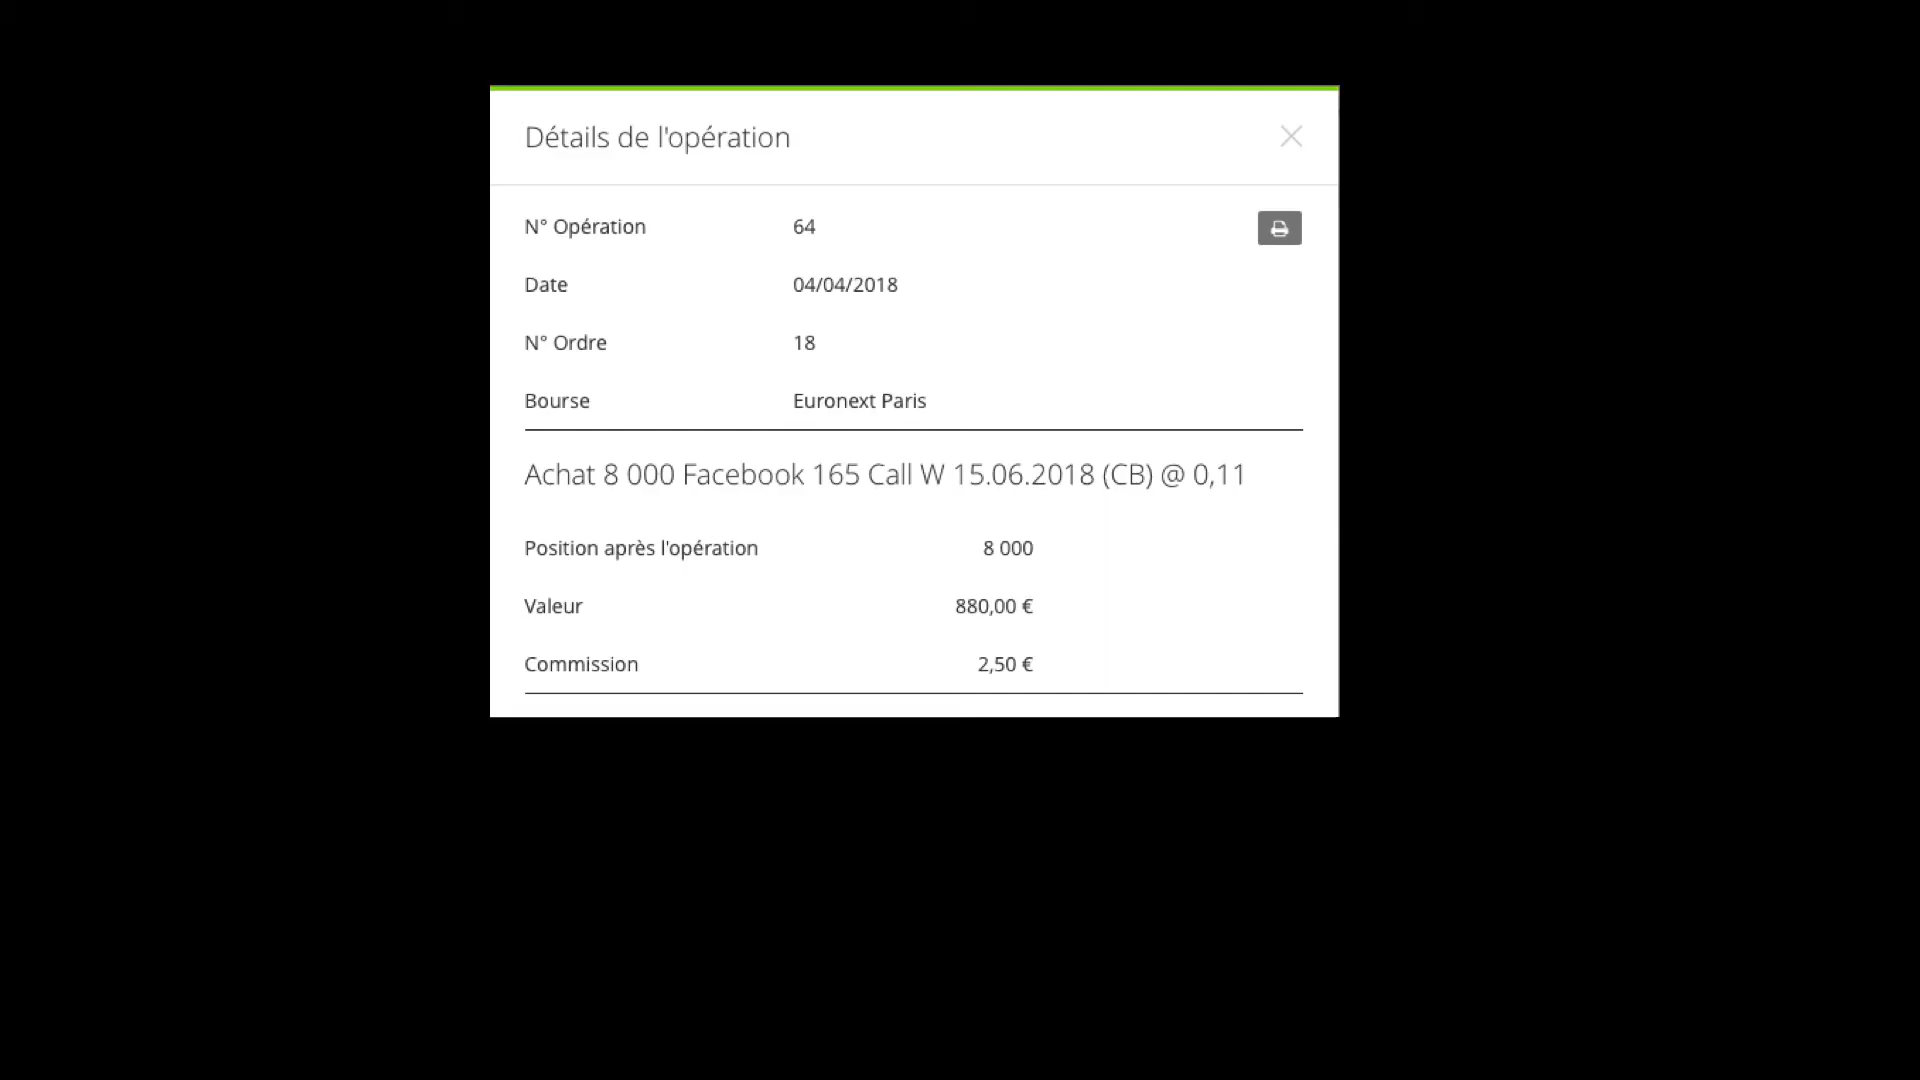 Détails de l'opération
N° Opération 64
Date 04/04/2018
N° Ordre 18
Bourse Euronext Paris
Achat 8 000 Facebook 165 Call W 15.06.2018 (CB) @ 0,11
Position après l'opération 8 000
Valeur 880,00 €
Commission 2,50 €